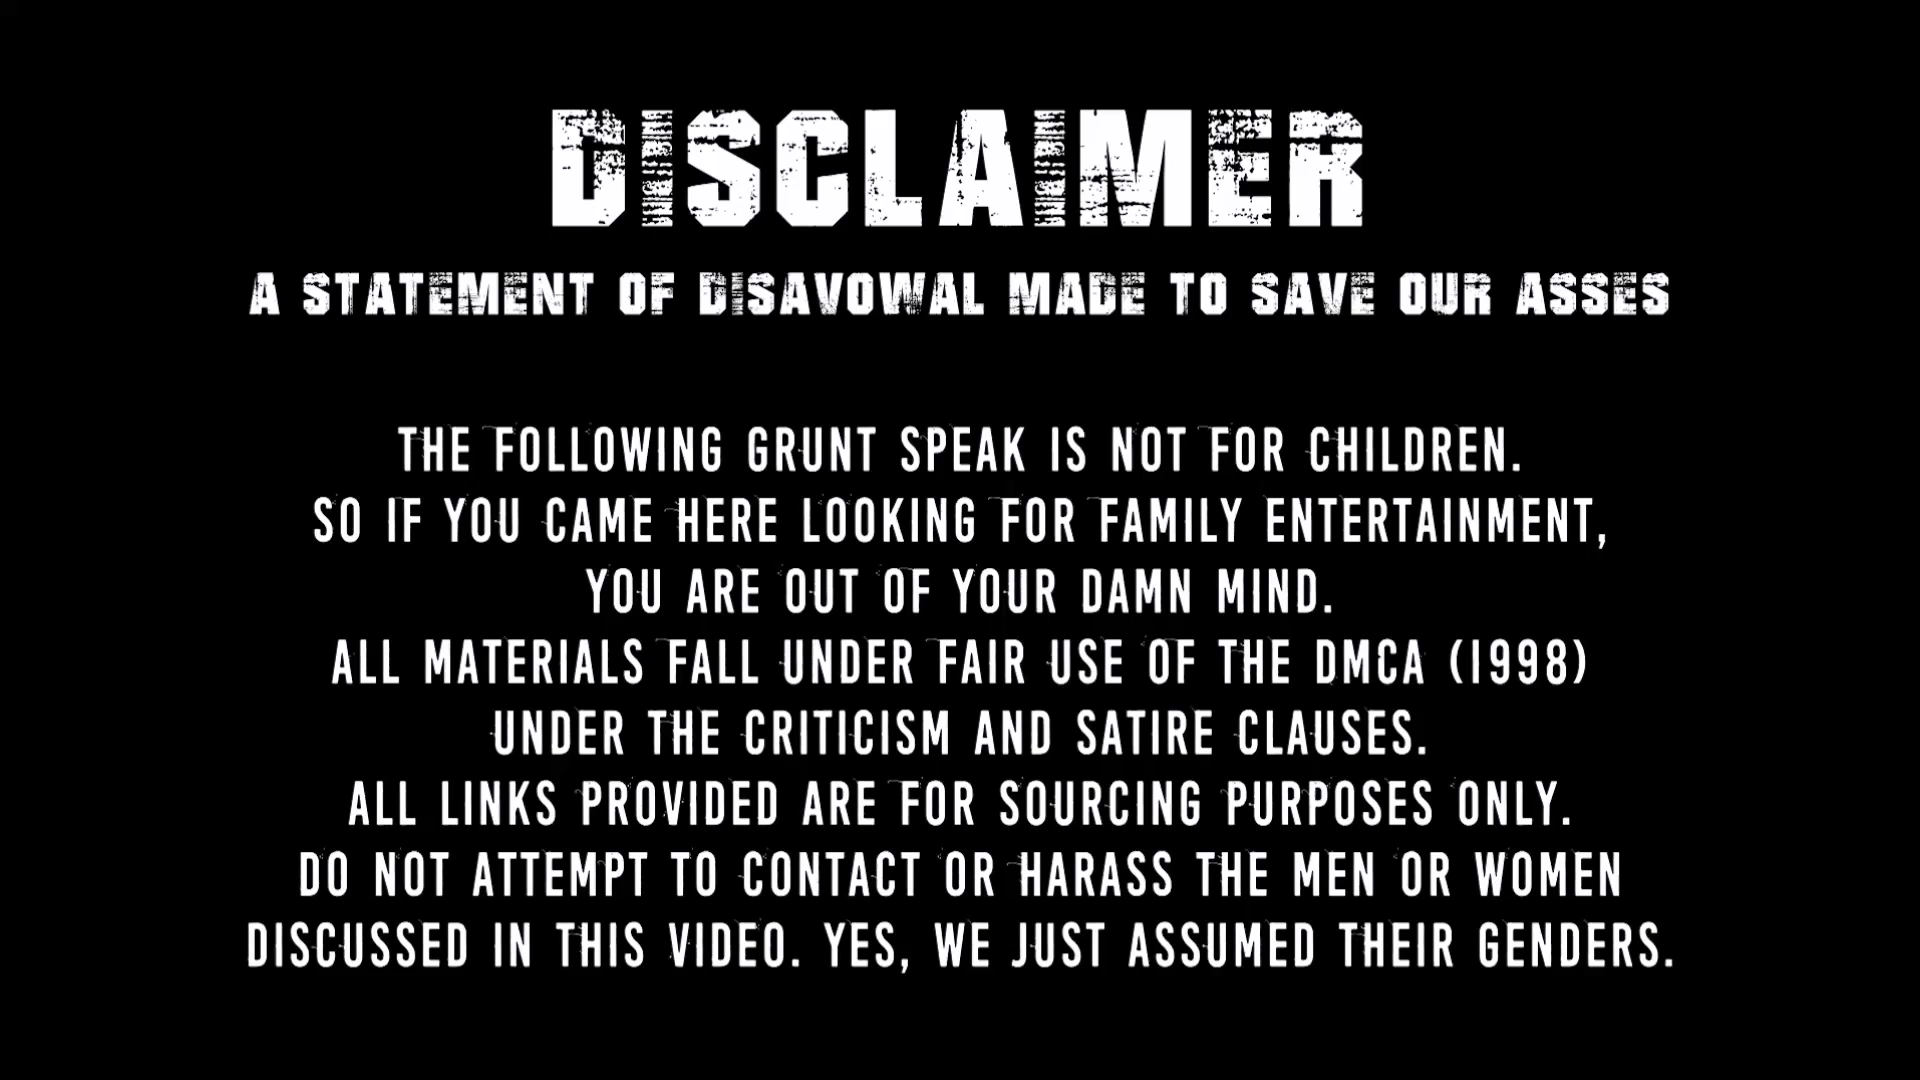 DISCLAIMER
A STATEMENT OF DISAVOWAL MADE TO SAVE OUR ASSES
THE FOLLOWING GRUNT SPEAK IS NOT FOR CHILDREN.
SO IF YOU CAME HERE LOOKING FOR FAMILY ENTERTAINMENT,
YOU ARE OUT OF YOUR DAMN MIND.
ALL MATERIALS FALL UNDER FAIR USE OF THE DMCA (1998)
UNDER THE CRITICISM AND SATIRE CLAUSES.
ALL LINKS PROVIDED ARE FOR SOURCING PURPOSES ONLY.
DO NOT ATTEMPT TO CONTACT OR HARASS THE MEN OR WOMEN
DISCUSSED IN THIS VIDEO. YES, WE JUST ASSUMED THEIR GENDERS.